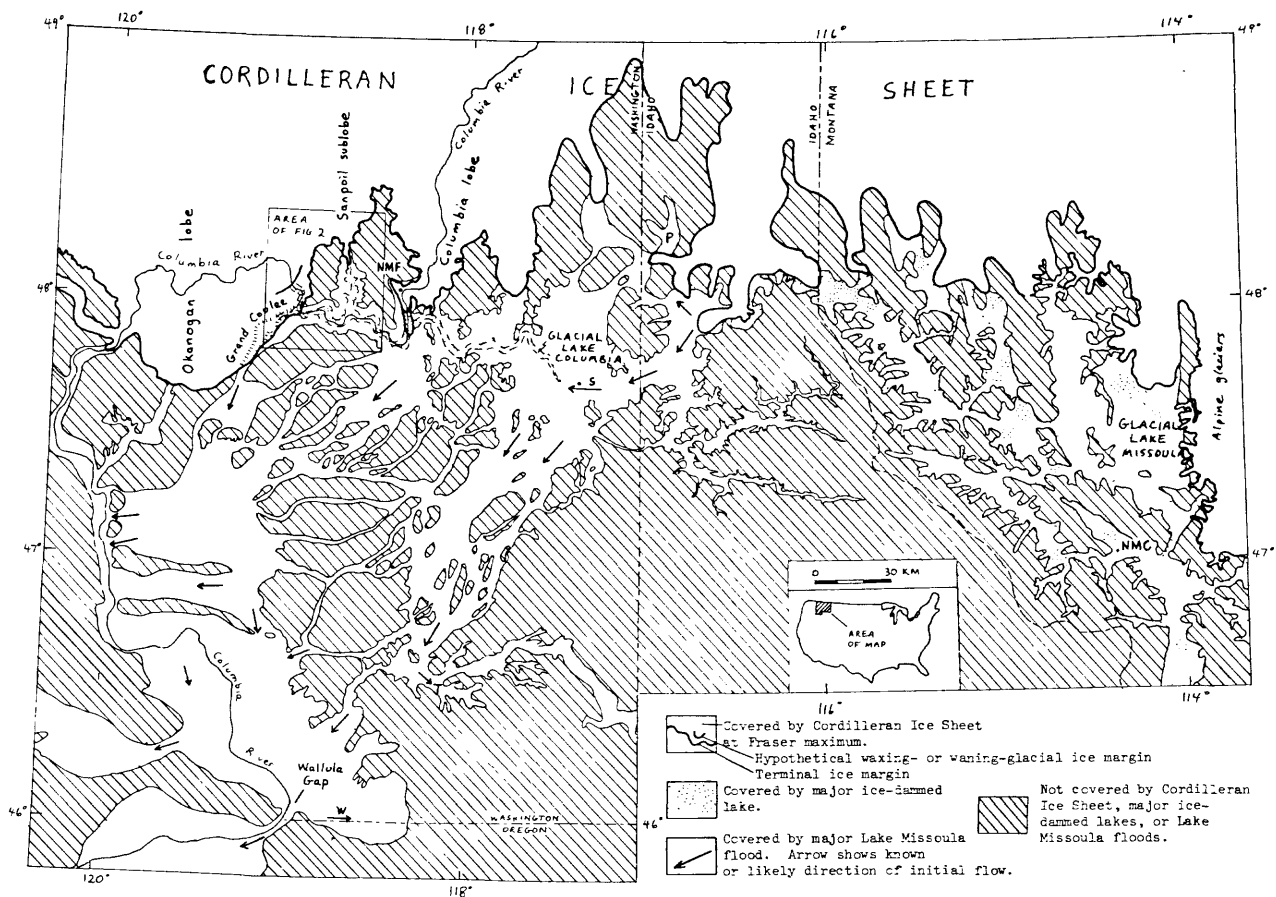 49°
120°
118°
116°
114°
49°
CORDILLERAN
ICE
SHEET
Columbia River
WASHINGTON
IDAHO
IDAHO
MONTANA
Sanpoil sublobe
Columbia lobe
Okanogan lobe
AREA
OF FIG 2
Columbia River
NMF
P
48°
48°
Grand Coulee
GLACIAL
LAKE
COLUMBIA
S
GLACIAL
LAKE
MISSOULA
Alpine glaciers
47°
NMC
47°
0 30 KM
AREA
OF MAP
Columbia
River
Wallula
Gap
W
WASHINGTON
OREGON
46°
46°
120°
118°
116°
114°
Covered by Cordilleran Ice Sheet
at Fraser maximum.
Hypothetical waxing- or waning-glacial ice margin
Terminal ice margin
Covered by major ice-dammed
lake.
Not covered by Cordilleran
Ice Sheet, major ice-
dammed lakes, or Lake
Missoula floods.
Covered by major Lake Missoula
flood. Arrow shows known
or likely direction of initial flow.